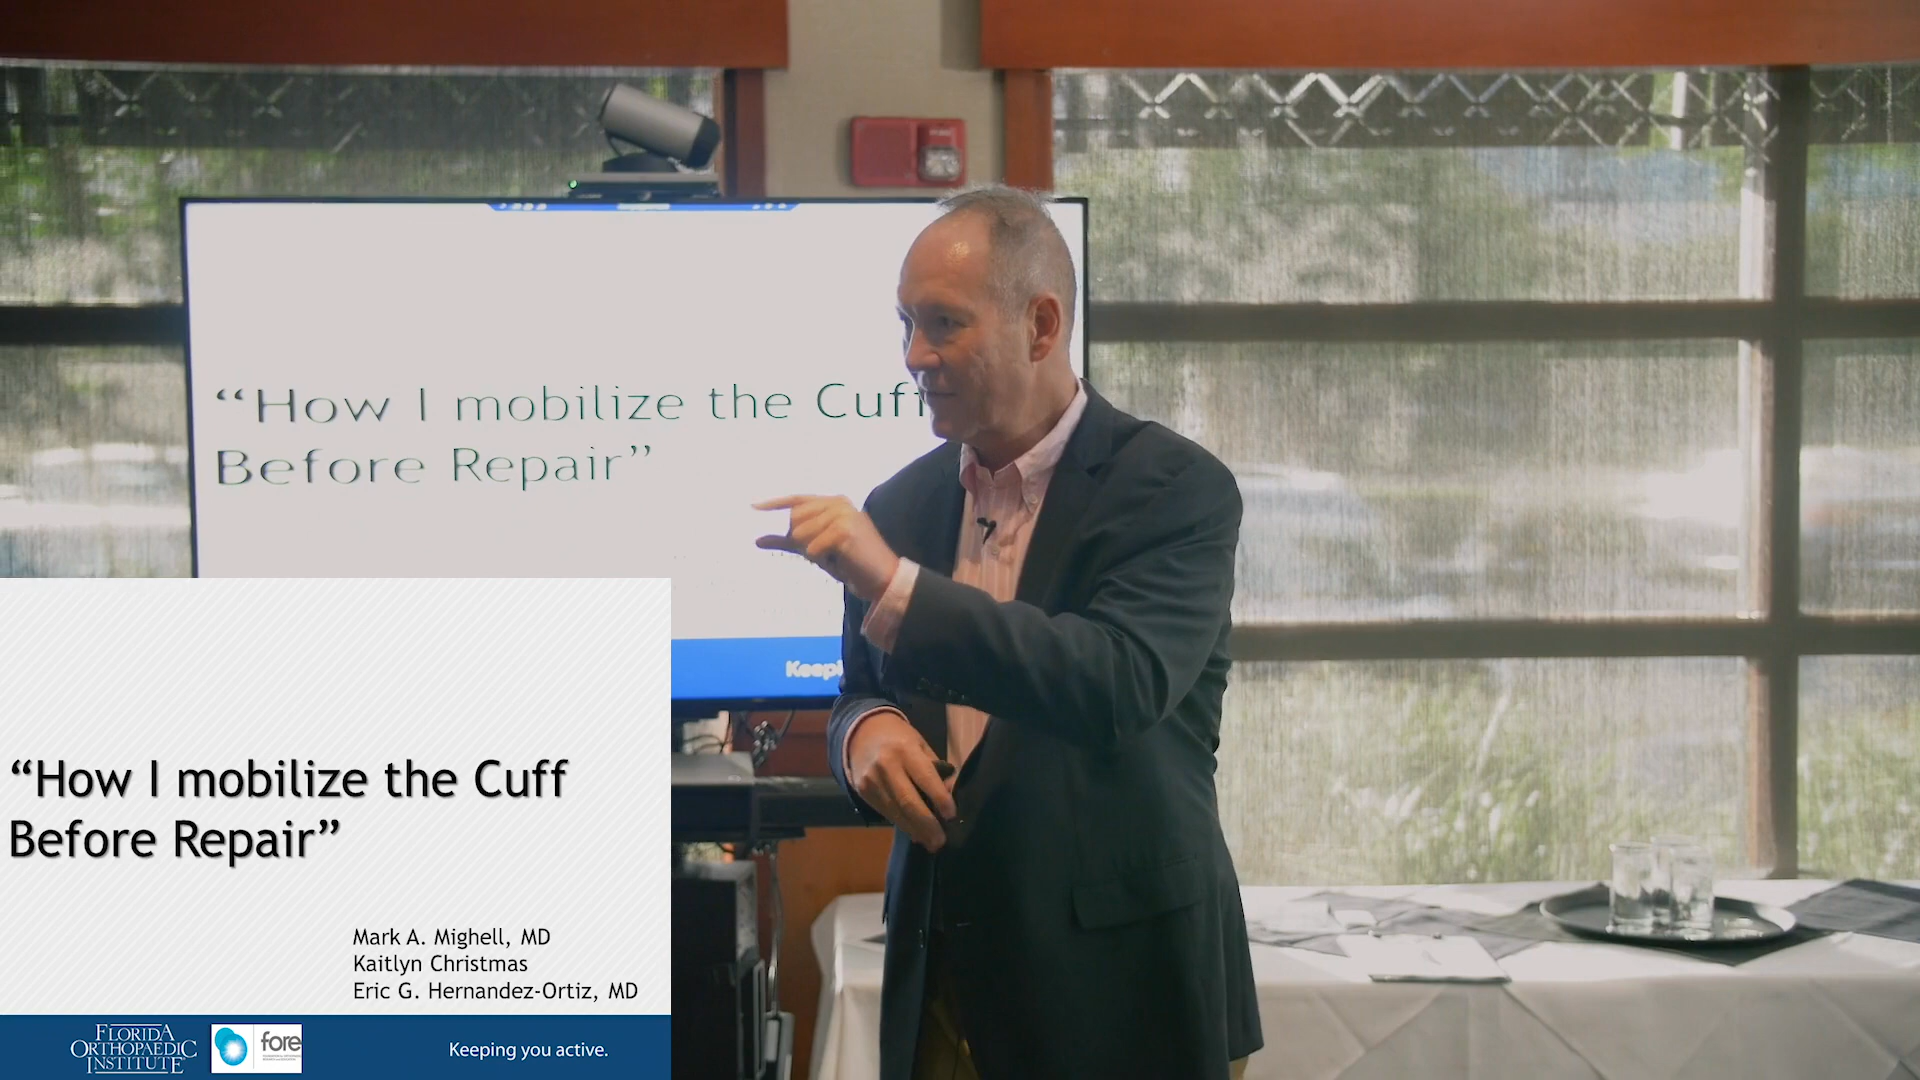 “How I mobilize the Cuff
Before Repair”
Keepi
“How I mobilize the Cuff
Before Repair”
Mark A. Mighell, MD
Kaitlyn Christmas
Eric G. Hernandez-Ortiz, MD
FLORIDA
ORTHOPAEDIC
INSTITUTE
fore
Keeping you active.